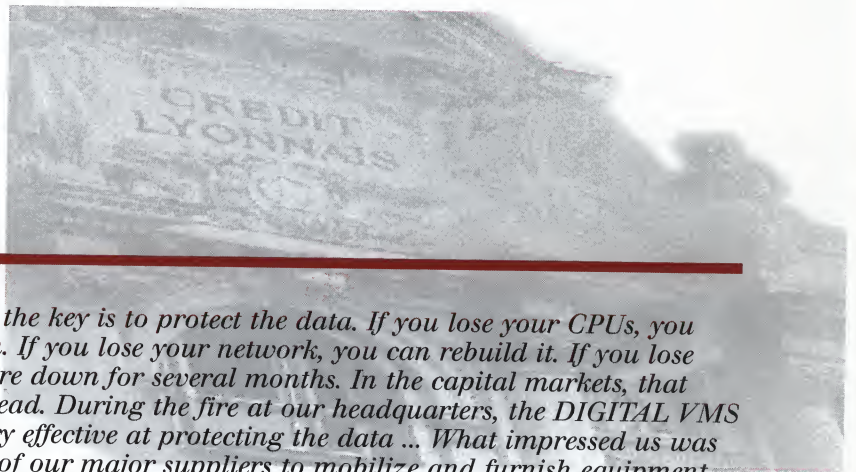 CREDIT
LYONNAIS
the key is to protect the data. If you lose your CPUs, you
. If you lose your network, you can rebuild it. If you lose
re down for several months. In the capital markets, that
ead. During the fire at our headquarters, the DIGITAL VMS
y effective at protecting the data ... What impressed us was
of our major suppliers to mobilize and furnish equipment